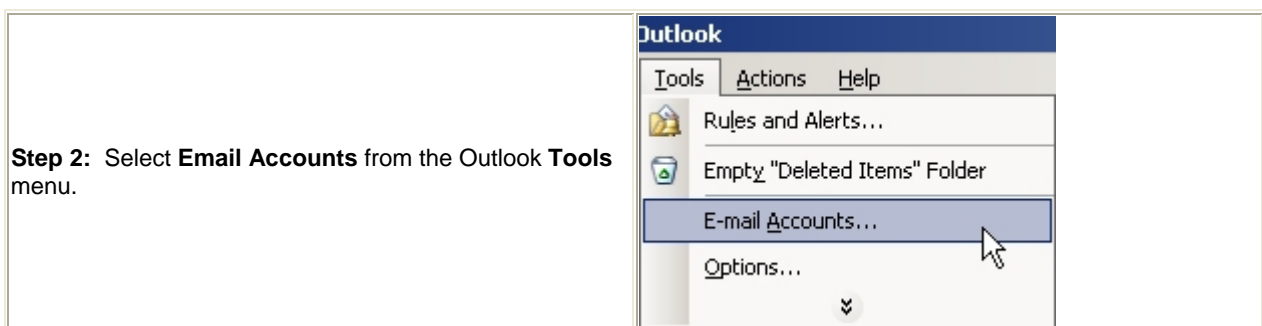 Step 2: Select Email Accounts from the Outlook Tools
menu.
Outlook
Tools Actions Help
Rules and Alerts...
Empty "Deleted Items" Folder
E-mail Accounts...
Options...